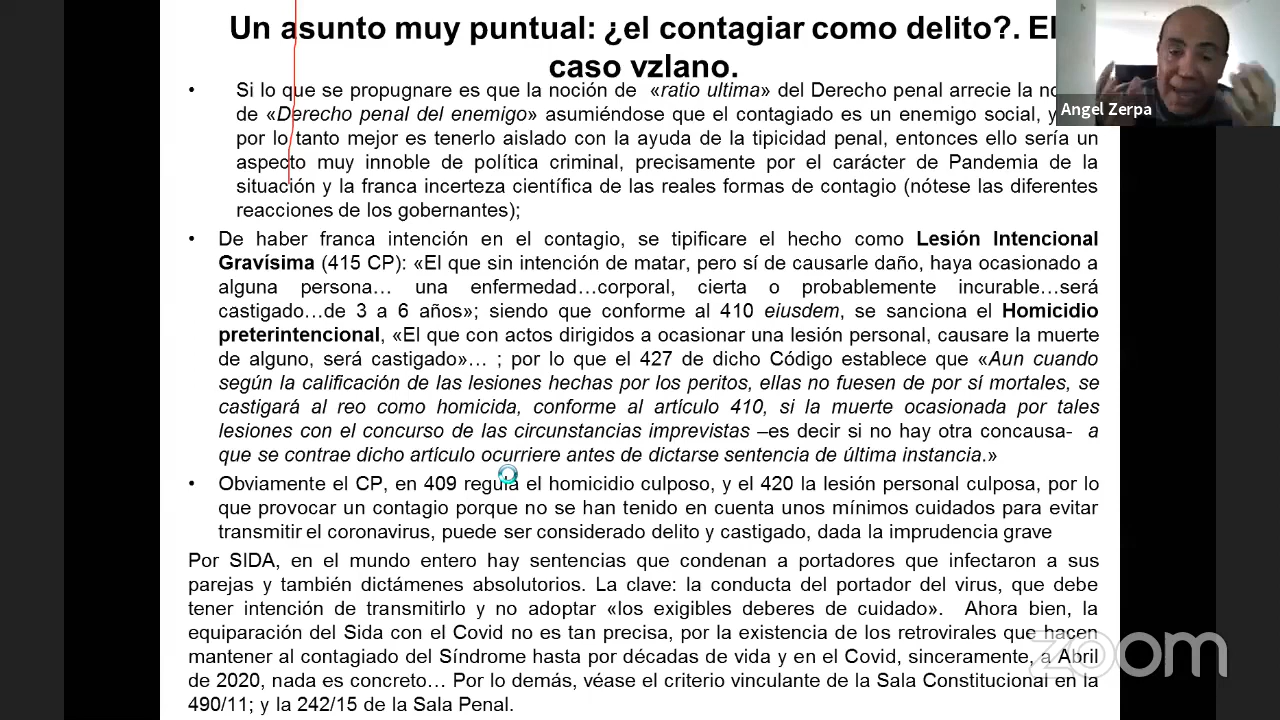 Un asunto muy puntual: ¿el contagiar como delito?. El
caso vzlano.
• Si lo que se propugnare es que la noción de «ratio ultima» del Derecho penal arrecie la
de «Derecho penal del enemigo» asumiéndose que el contagiado es un enemigo social, y
por lo tanto mejor es tenerlo aislado con la ayuda de la tipicidad penal, entonces ello sería un
aspecto muy innoble de política criminal, precisamente por el carácter de Pandemia de la
situación y la franca incerteza científica de las reales formas de contagio (nótese las diferentes
reacciones de los gobernantes);
• De haber franca intención en el contagio, se tipificare el hecho como Lesión Intencional
Gravísima (415 CP): «El que sin intención de matar, pero sí de causarle daño, haya ocasionado a
alguna persona… una enfermedad…corporal, cierta o probablemente incurable…será
castigado…de 3 a 6 años»; siendo que conforme al 410 eiusdem, se sanciona el Homicidio
preterintencional, «El que con actos dirigidos a ocasionar una lesión personal, causare la muerte
de alguno, será castigado»… ; por lo que el 427 de dicho Código establece que «Aun cuando
según la calificación de las lesiones hechas por los peritos, ellas no fuesen de por sí mortales, se
castigará al reo como homicida, conforme al artículo 410, si la muerte ocasionada por tales
lesiones con el concurso de las circunstancias imprevistas –es decir si no hay otra concausa- a
que se contrae dicho artículo ocurriere antes de dictarse sentencia de última instancia.»
• Obviamente el CP, en 409 regula el homicidio culposo, y el 420 la lesión personal culposa, por lo
que provocar un contagio porque no se han tenido en cuenta unos mínimos cuidados para evitar
transmitir el coronavirus, puede ser considerado delito y castigado, dada la imprudencia grave
Por SIDA, en el mundo entero hay sentencias que condenan a portadores que infectaron a sus
parejas y también dictámenes absolutorios. La clave: la conducta del portador del virus, que debe
tener intención de transmitirlo y no adoptar «los exigibles deberes de cuidado». Ahora bien, la
equiparación del Sida con el Covid no es tan precisa, por la existencia de los retrovirales que hacen
mantener al contagiado del Síndrome hasta por décadas de vida y en el Covid, sinceramente, a Abril
de 2020, nada es concreto… Por lo demás, véase el criterio vinculante de la Sala Constitucional en la
490/11; y la 242/15 de la Sala Penal.
Angel Zerpa
zoom